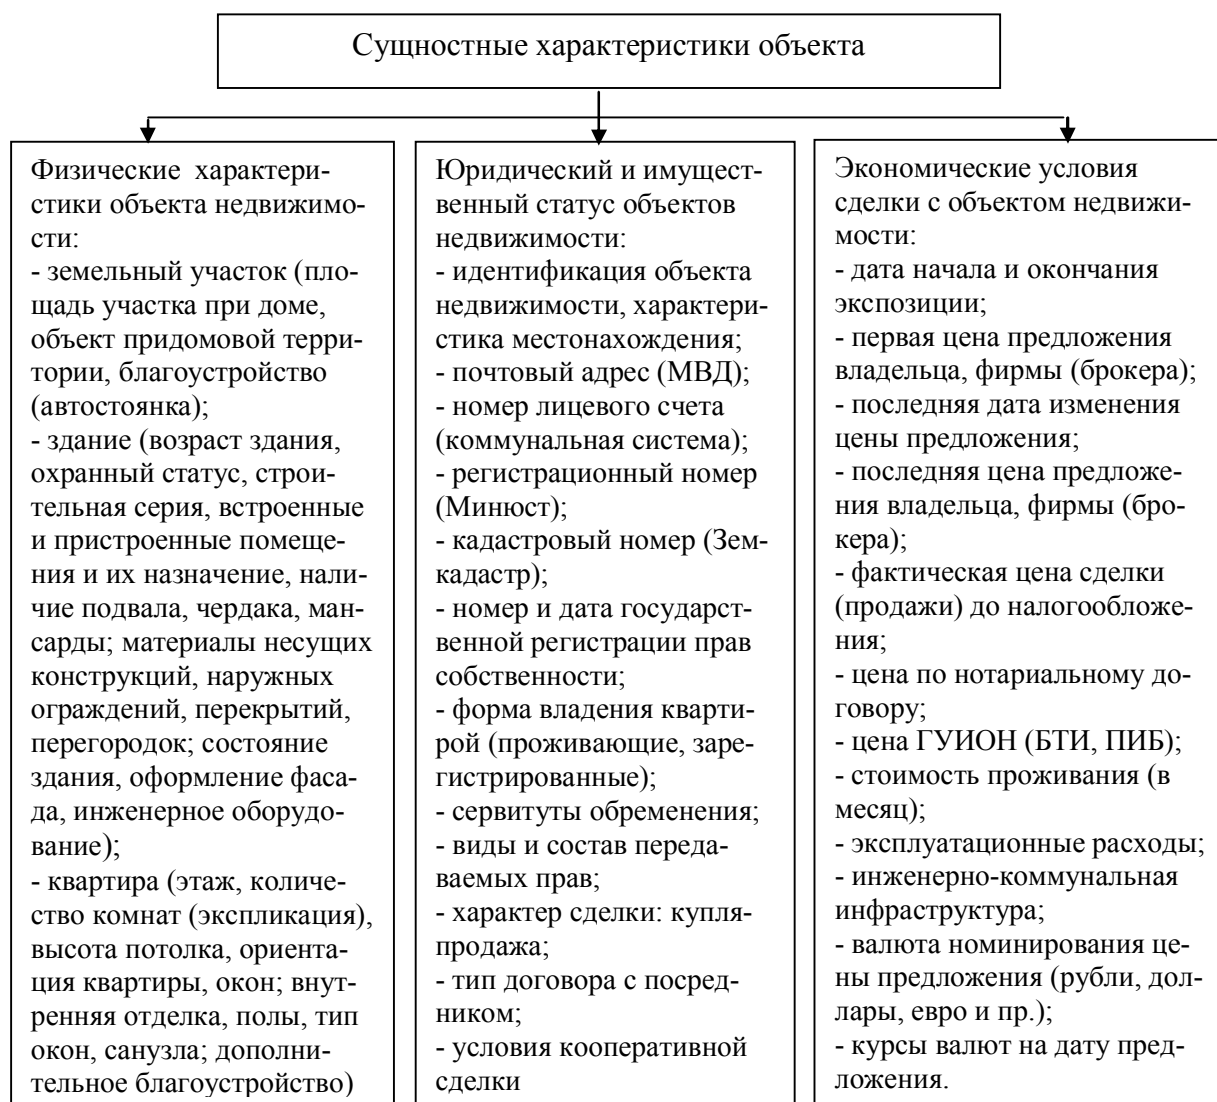 Сущностные характеристики объекта
Физические характери-
стики объекта недвижимо-
сти:
- земельный участок (пло-
щадь участка при доме,
объект придомовой терри-
тории, благоустройство
(автостоянка);
- здание (возраст здания,
охранный статус, строи-
тельная серия, встроенные
и пристроенные помеще-
ния и их назначение, нали-
чие подвала, чердака, ман-
сарды; материалы несущих
конструкций, наружных
ограждений, перекрытий,
перегородок; состояние
здания, оформление фаса-
да, инженерное оборудо-
вание);
- квартира (этаж, количе-
ство комнат (экспликация),
высота потолка, ориента-
ция квартиры, окон; внут-
ренняя отделка, полы, тип
окон, санузла; дополни-
тельное благоустройство)
Юридический и имущест-
венный статус объектов
недвижимости:
- идентификация объекта
недвижимости, характери-
стика местонахождения;
- почтовый адрес (МВД);
- номер лицевого счета
(коммунальная система);
- регистрационный номер
(Минюст);
- кадастровый номер (Зем-
кадастр);
- номер и дата государст-
венной регистрации прав
собственности;
- форма владения кварти-
рой (проживающие, заре-
гистрированные);
- сервитуты обременения;
- виды и состав переда-
ваемых прав;
- характер сделки: купля-
продажа;
- тип договора с посред-
ником;
- условия кооперативной
сделки
Экономические условия
сделки с объектом недвижи-
мости:
- дата начала и окончания
экспозиции;
- первая цена предложения
владельца, фирмы (брокера);
- последняя дата изменения
цены предложения;
- последняя цена предложе-
ния владельца, фирмы (бро-
кера);
- фактическая цена сделки
(продажи) до налогообложе-
ния;
- цена по нотариальному до-
говору;
- цена ГУИОН (БТИ, ПИБ);
- стоимость проживания (в
месяц);
- эксплуатационные расходы;
- инженерно-коммунальная
инфраструктура;
- валюта номинирования це-
ны предложения (рубли, дол-
лары, евро и пр.);
- курсы валют на дату пред-
ложения.